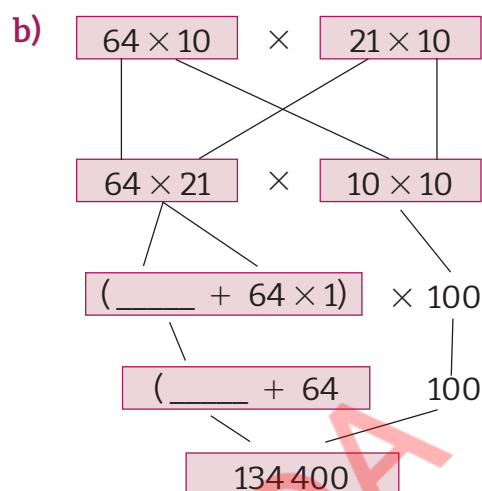 b) 64 × 10 × 21 × 10
64 × 21 × 10 × 10
( _____ + 64 × 1) × 100
( _____ + 64 100
134 400